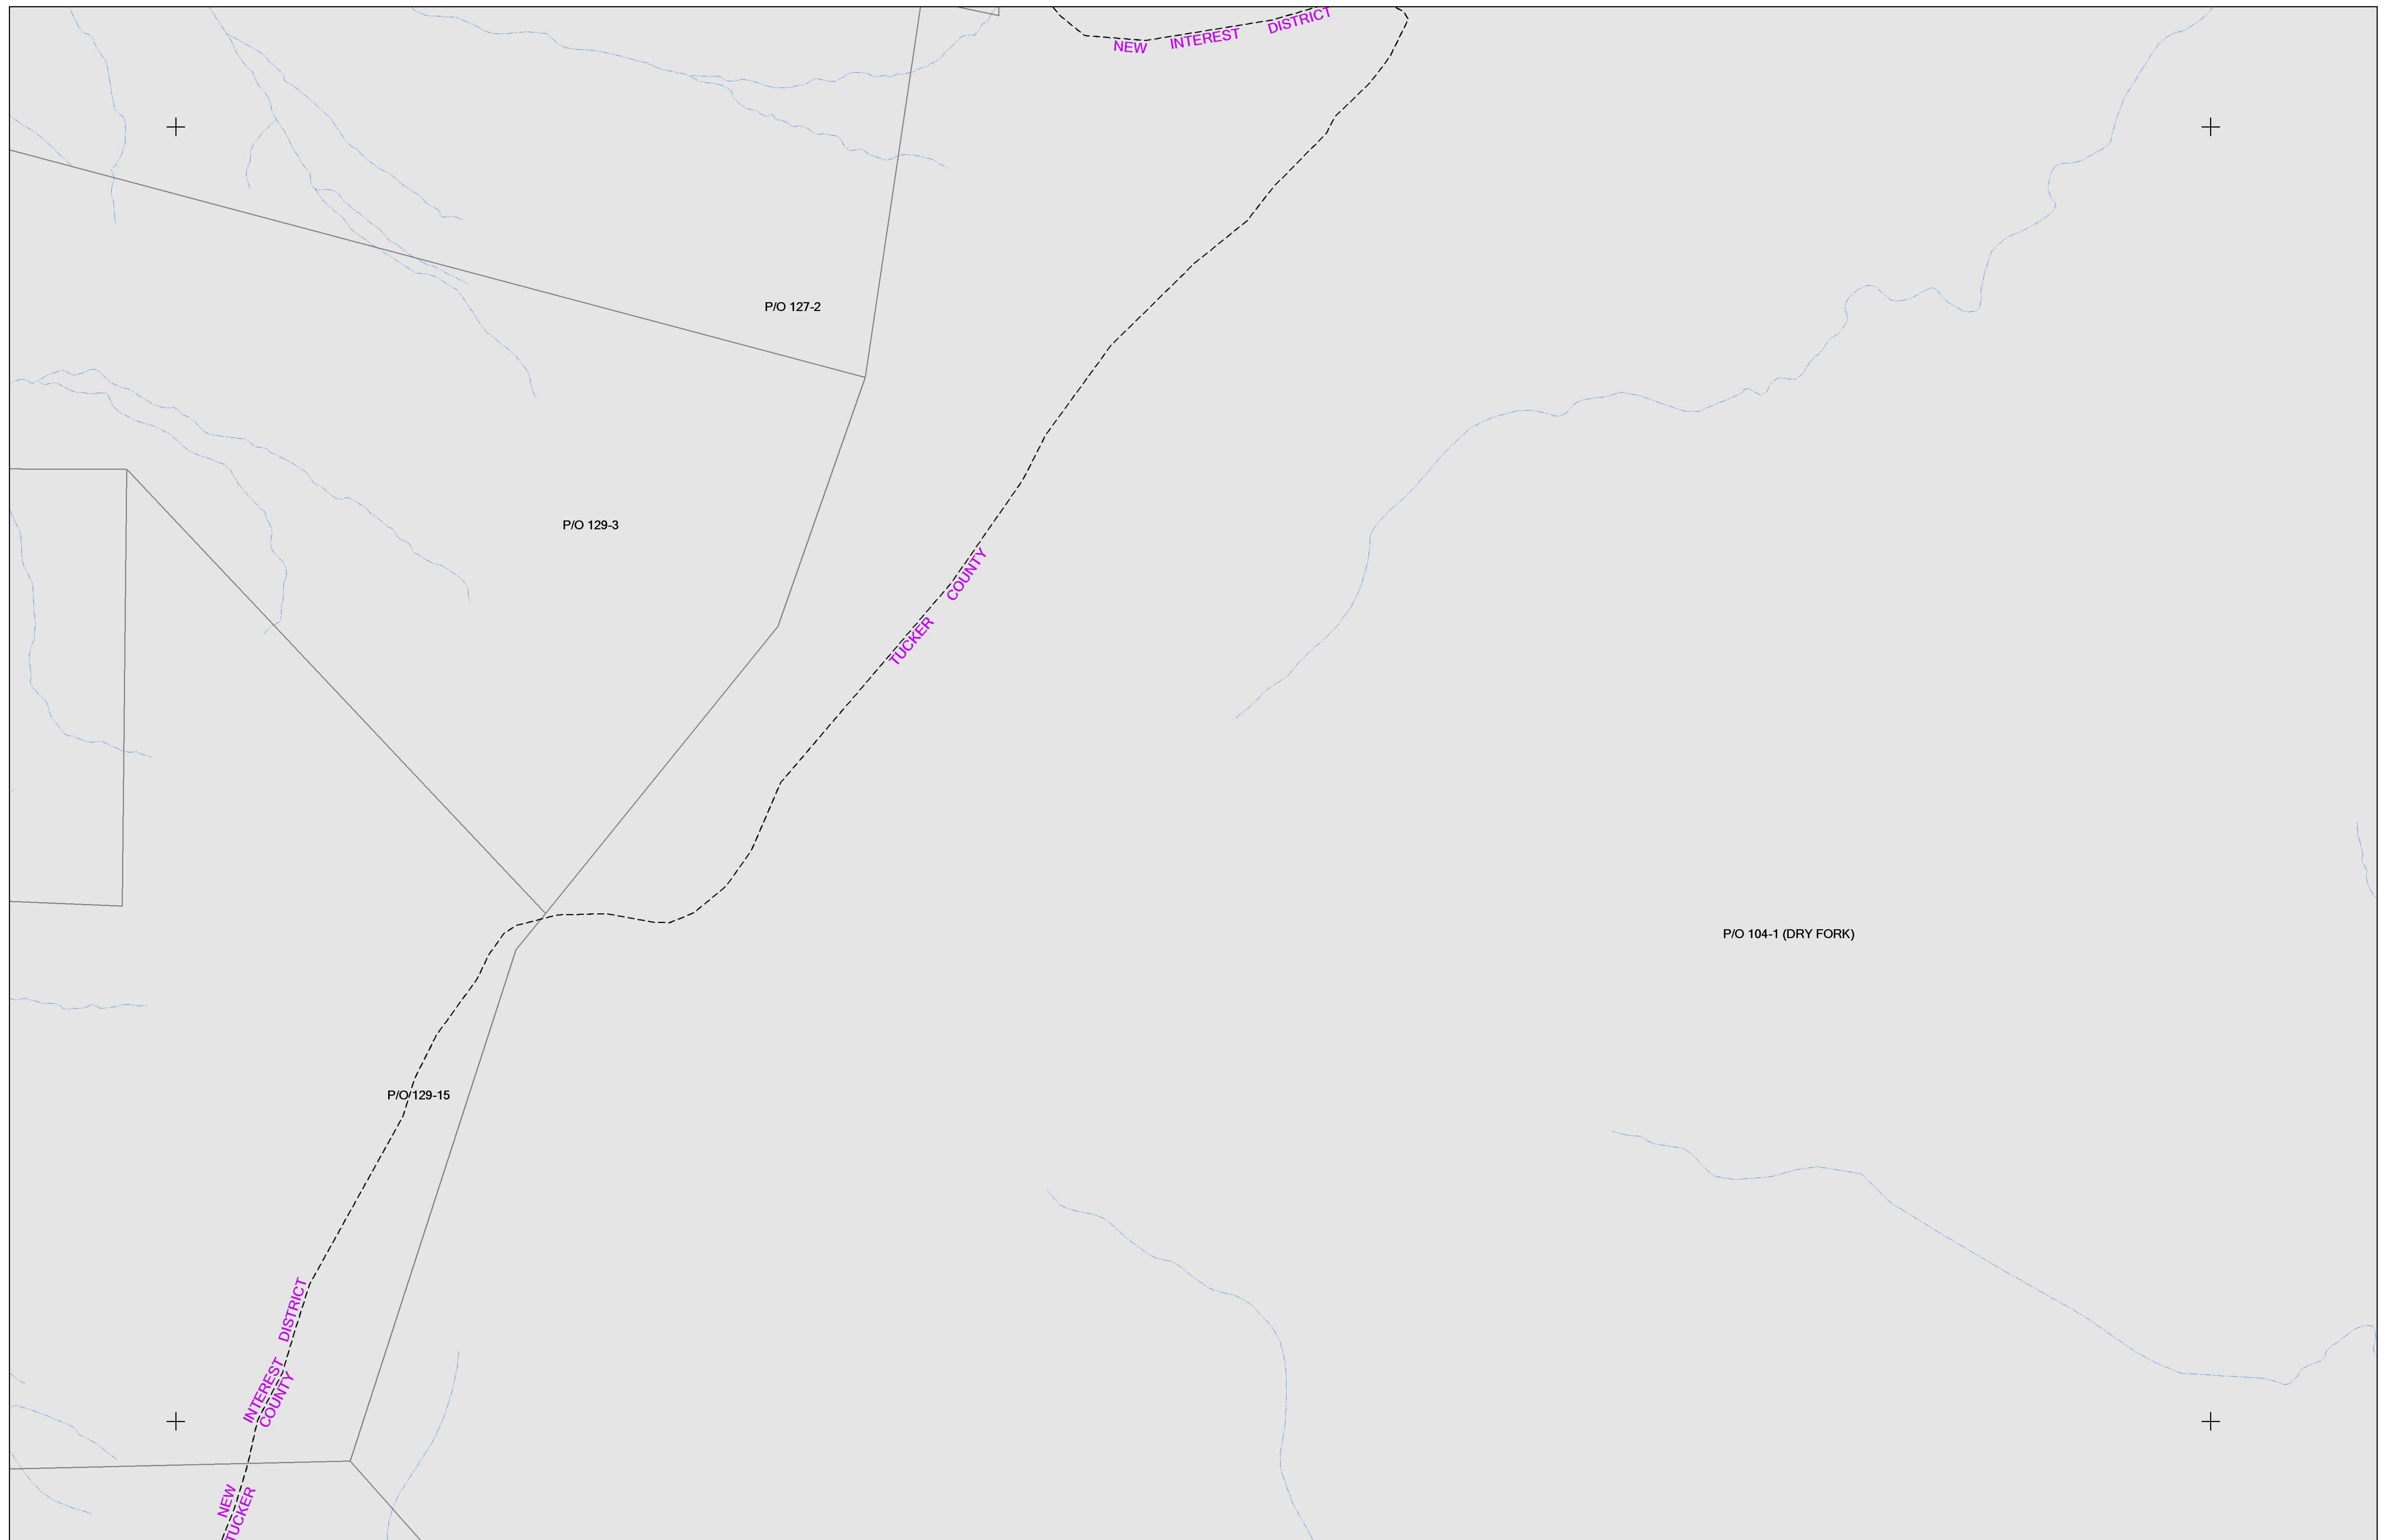 NEW INTEREST DISTRICT
P/O 127-2
P/O 129-3
TUCKER COUNTY
P/O 104-1 (DRY FORK)
P/O 129-15
NEW INTEREST DISTRICT
TUCKER COUNTY